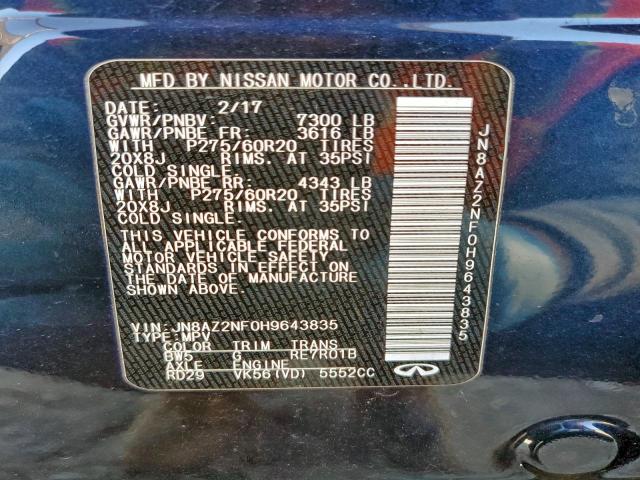 MFD BY NISSAN MOTOR CO.,LTD.
DATE: 2/17
GVWR/PNBV: 7300 LB
GAWR/PNBE FR: 3616 LB
WITH P275/60R20 TIRES
20X8J RIMS. AT 35PSI
COLD SINGLE.
GAWR/PNBE RR: 4343 LB
WITH P275/60R20 TIRES
20X8J RIMS. AT 35PSI
COLD SINGLE.
THIS VEHICLE CONFORMS TO
ALL APPLICABLE FEDERAL
MOTOR VEHICLE SAFETY
STANDARDS IN EFFECT ON
THE DATE OF MANUFACTURE
SHOWN ABOVE.
VIN: JN8AZ2NF0H9643835
TYPE: MPV
COLOR TRIM TRANS
BW5 G RE7R01B
AXLE ENGINE
RD29 VK56(VD) 5552CC
JN8AZ2NF0H9643835